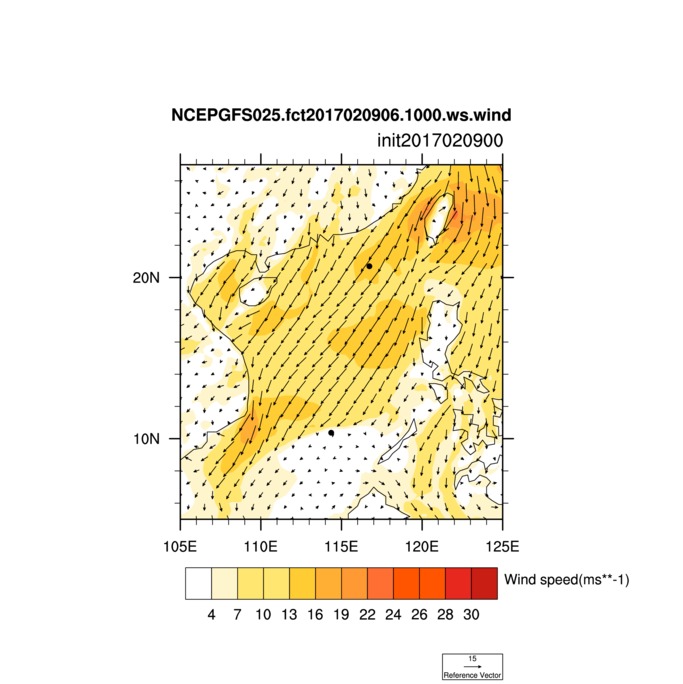 NCEPGFS025.fct2017020906.1000.ws.wind
init2017020900
20N
10N
105E 110E 115E 120E 125E
Wind speed(ms**-1)
4 7 10 13 16 19 22 24 26 28 30
15
Reference Vector